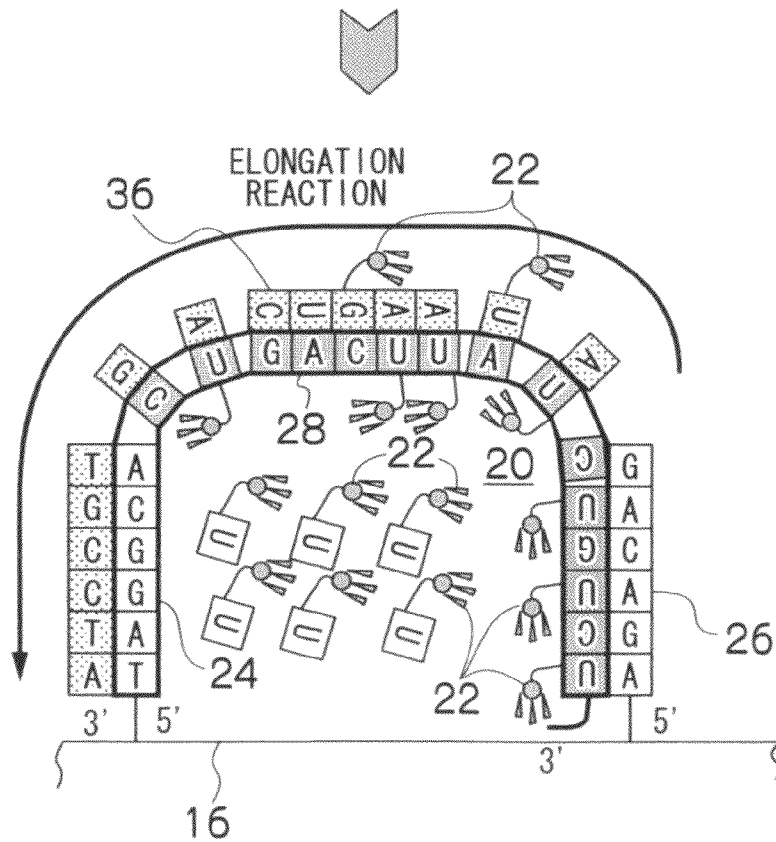 ELONGATION
REACTION
22
36
C U G A A
A
U
G A C U U
U
A
G
C
A
U
28
22
20
T A
G C
C G
C G
T A
A T
U
U
U
U
U
U
C G
U A
G C
U A
C G
U A
24
22
26
3' 5'
5'
3'
16